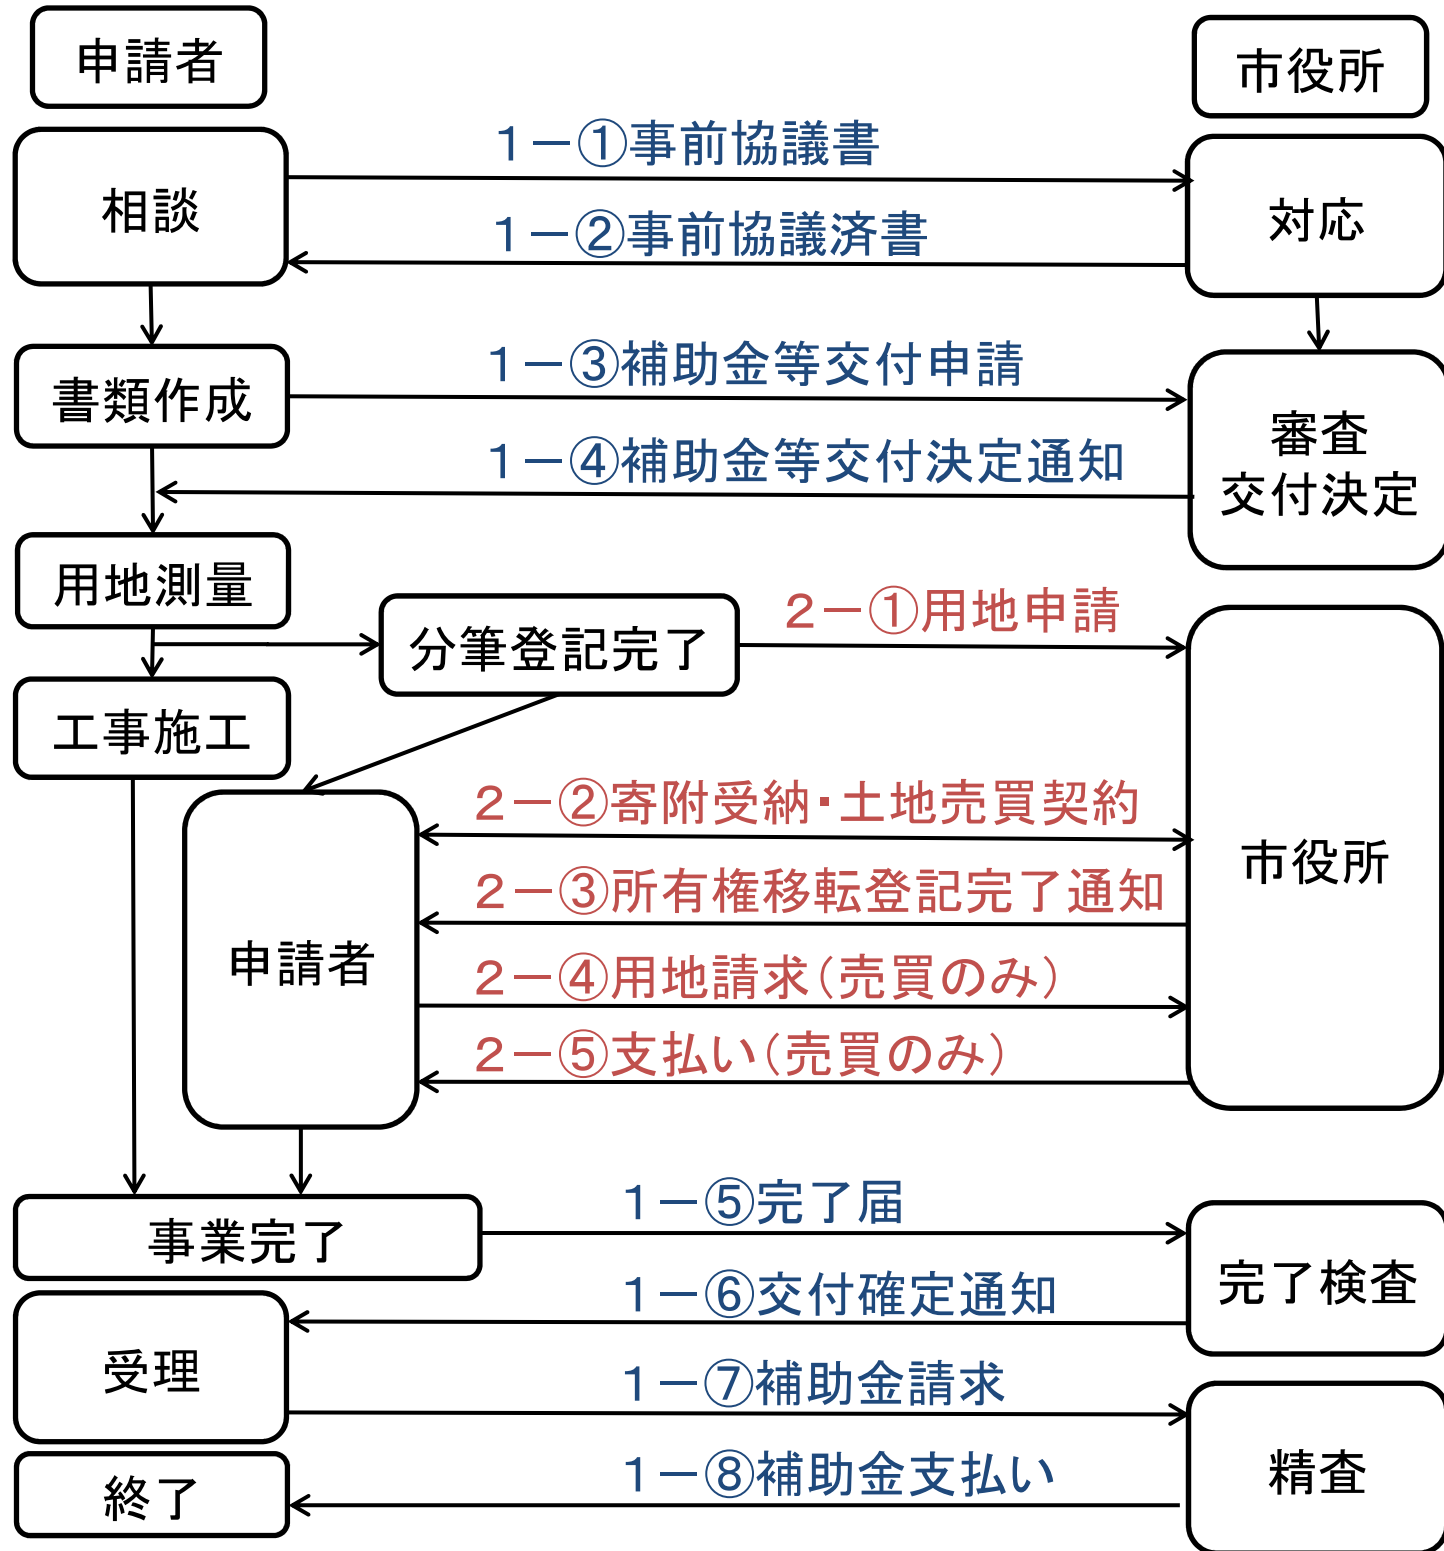 申請者
市役所
相談
1－①事前協議書
1－②事前協議済書
対応
書類作成
1－③補助金等交付申請
1－④補助金等交付決定通知
審査
交付決定
用地測量
分筆登記完了
2－①用地申請
工事施工
2－②寄附受納・土地売買契約
2－③所有権移転登記完了通知
2－④用地請求（売買のみ）
2－⑤支払い（売買のみ）
申請者
市役所
事業完了
1－⑤完了届
1－⑥交付確定通知
完了検査
受理
1－⑦補助金請求
1－⑧補助金支払い
精査
終了